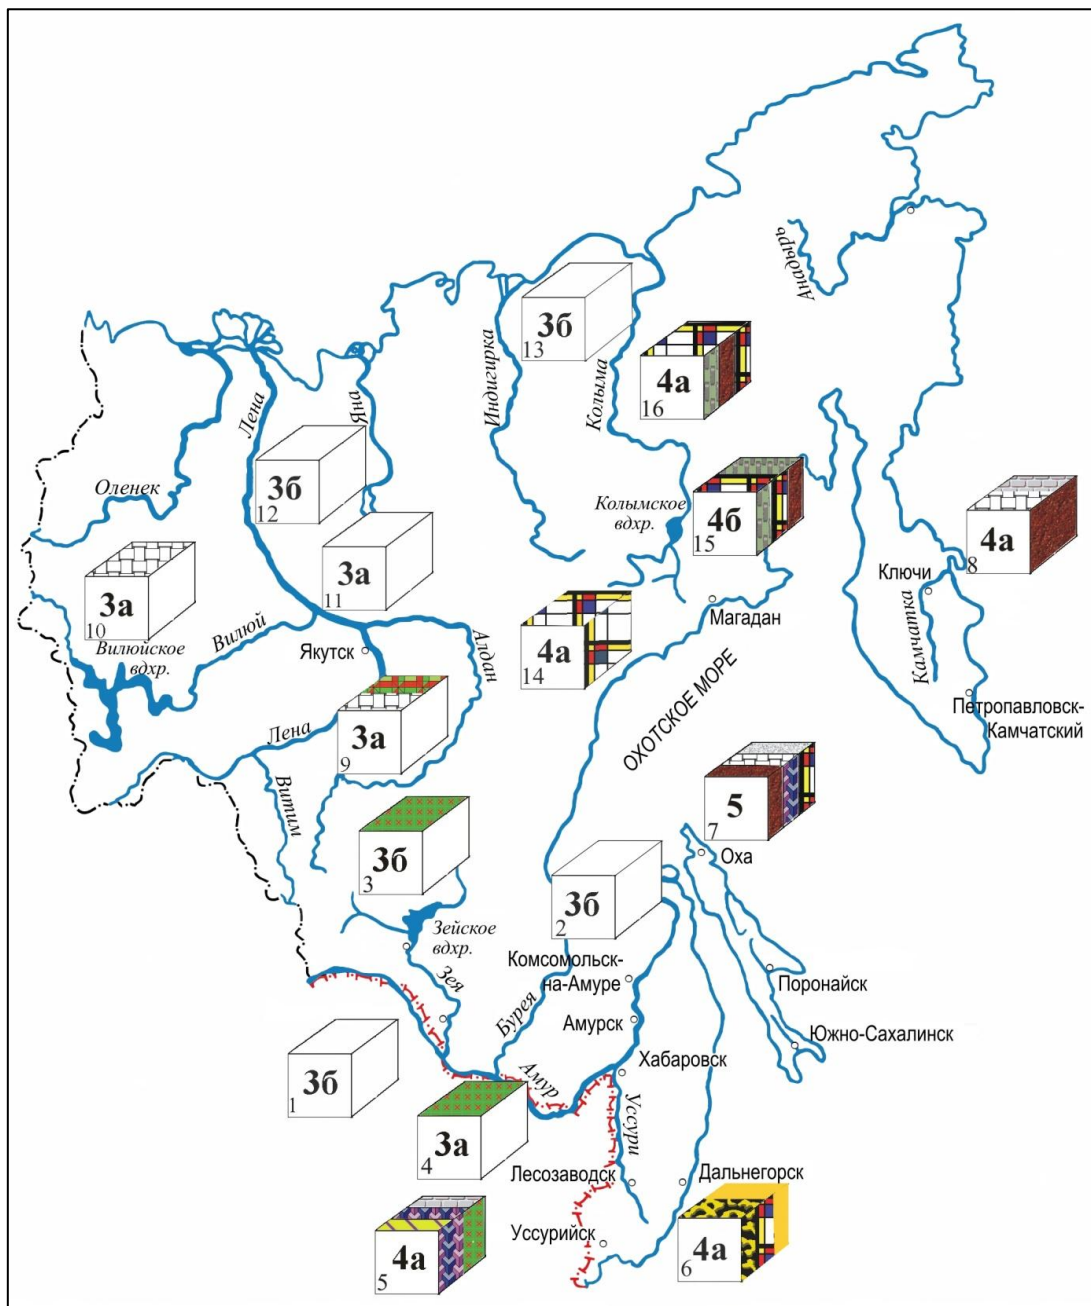 Анадырь
3б
13
Индигирка
Колыма
4а
16
Лена
Яна
Оленек
3б
12
Колымское
вдхр.
4б
15
4а
8
3а
10
3а
11
Ключи
Камчатка
Магадан
Вилюйское
вдхр.
Вилюй
Якутск
Алдан
4а
14
ОХОТСКОЕ МОРЕ
Петропавловск-
Камчатский
Лена
3а
9
Витим
5
7
3б
3
Оха
3б
2
Зейское
вдхр.
Зея
Комсомольск-
на-Амуре
Бурея
Амурск
Поронайск
Южно-Сахалинск
Хабаровск
3б
1
Амур
Уссури
3а
4
Лесозаводск
Дальнегорск
4а
5
Уссурийск
4а
6